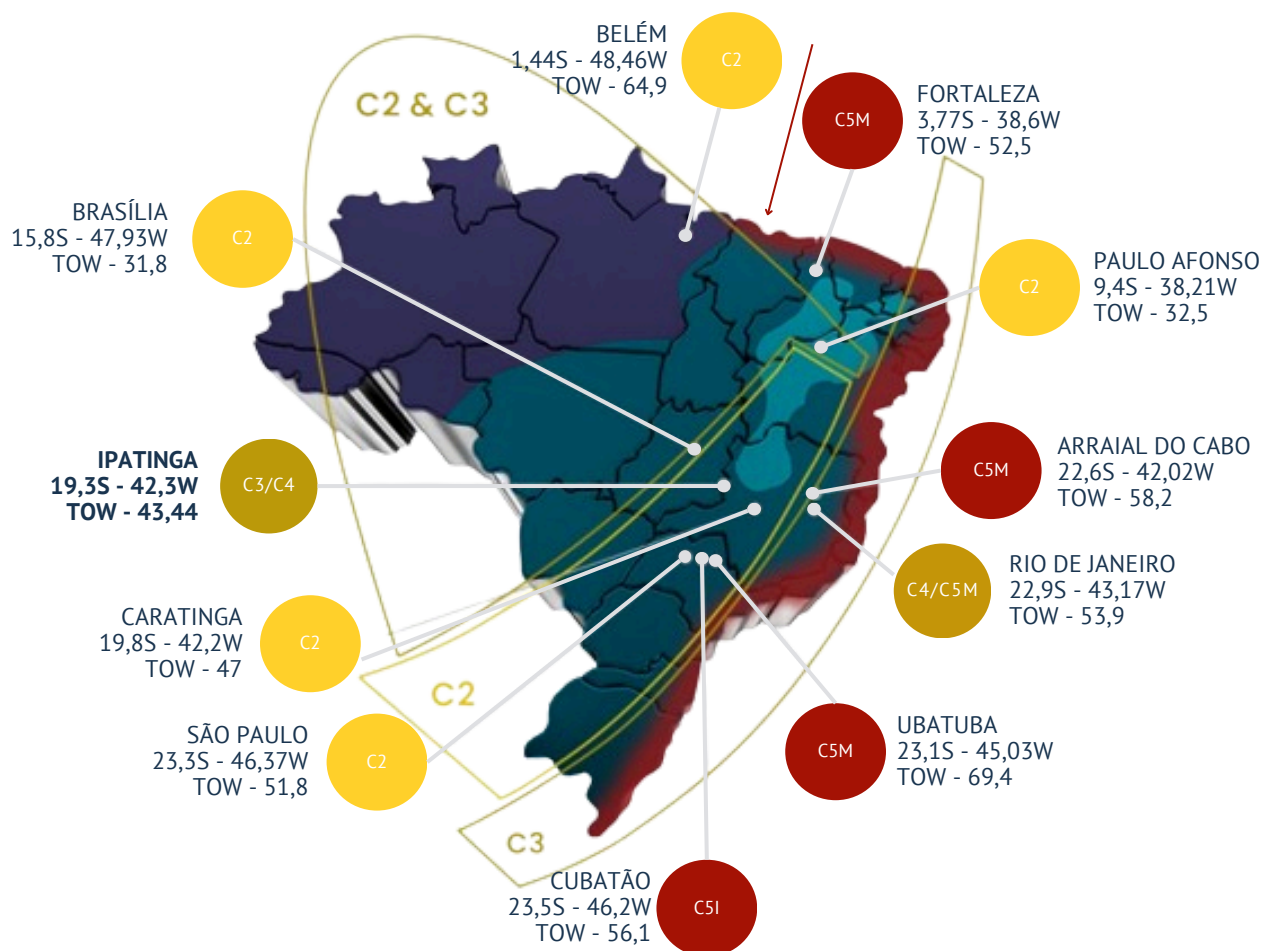 BELÉM
1,44S - 48,46W
TOW - 64,9
C2
C2 & C3
C5M
FORTALEZA
3,77S - 38,6W
TOW - 52,5
BRASÍLIA
15,8S - 47,93W
TOW - 31,8
C2
C2
PAULO AFONSO
9,4S - 38,21W
TOW - 32,5
IPATINGA
19,3S - 42,3W
TOW - 43,44
C3/C4
C5M
ARRAIAL DO CABO
22,6S - 42,02W
TOW - 58,2
C4/C5M
RIO DE JANEIRO
22,9S - 43,17W
TOW - 53,9
CARATINGA
19,8S - 42,2W
TOW - 47
C2
C2
SÃO PAULO
23,3S - 46,37W
TOW - 51,8
C2
C5M
UBATUBA
23,1S - 45,03W
TOW - 69,4
C3
CUBATÃO
23,5S - 46,2W
TOW - 56,1
C5I